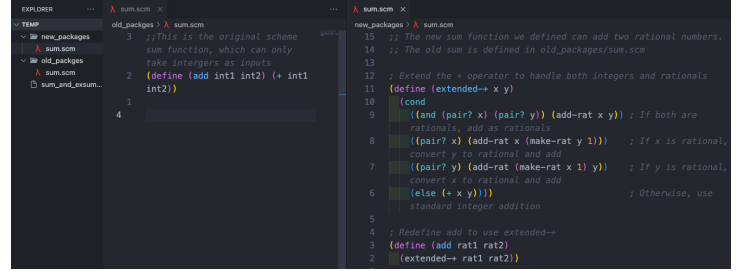 EXPLORER ...
TEMP
new_packages
sum.scm
old_packges
sum.scm
sum_and_exsum...
sum.scm ...
old_packges > sum.scm
3 ;;This is the original scheme
sum function, which can only
take intergers as inputs
2 (define (add int1 int2) (+ int1
int2))
1
4
sum.scm
new_packages > sum.scm
15 ;; The new sum function we defined can add two rational numbers.
14 ;; The old sum is defined in old_packages/sum.scm
13
12 ; Extend the + operator to handle both integers and rationals
11 (define (extended-+ x y)
10 (cond
9 ((and (pair? x) (pair? y)) (add-rat x y)) ; If both are
rationals, add as rationals
8 ((pair? x) (add-rat x (make-rat y 1))) ; If x is rational,
convert y to rational and add
7 ((pair? y) (add-rat (make-rat x 1) y)) ; If y is rational,
convert x to rational and add
6 (else (+ x y)))) ; Otherwise, use
standard integer addition
5
4 ; Redefine add to use extended-+
3 (define (add rat1 rat2)
2 (extended-+ rat1 rat2))